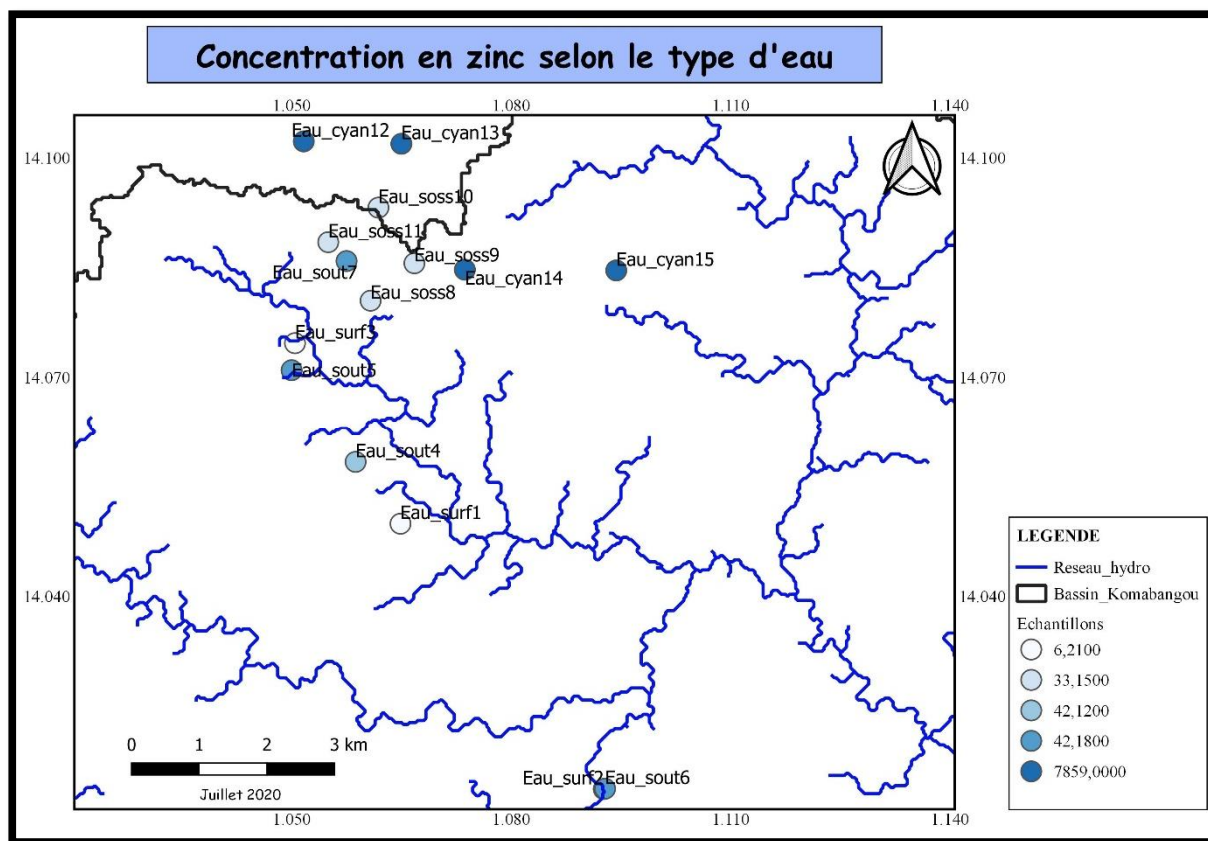 Concentration en zinc selon le type d'eau
1.050 1.080 1.110 1.140
14.100 14.100
Eau_cyan12 Eau_cyan13
Eau_soss10
Eau_soss11
Eau_sout7 Eau_soss9
Eau_cyan14 Eau_cyan15
Eau_soss8
Eau_surf3
Eau_sout5
14.070 14.070
Eau_sout4
Eau_surf1
14.040 14.040
LEGENDE
Reseau_hydro
Bassin_Komabangou
Echantillons
6,2100
33,1500
42,1200
42,1800
7859,0000
0 1 2 3 km
Juillet 2020
Eau_surf2 Eau_sout6
1.050 1.080 1.110 1.140